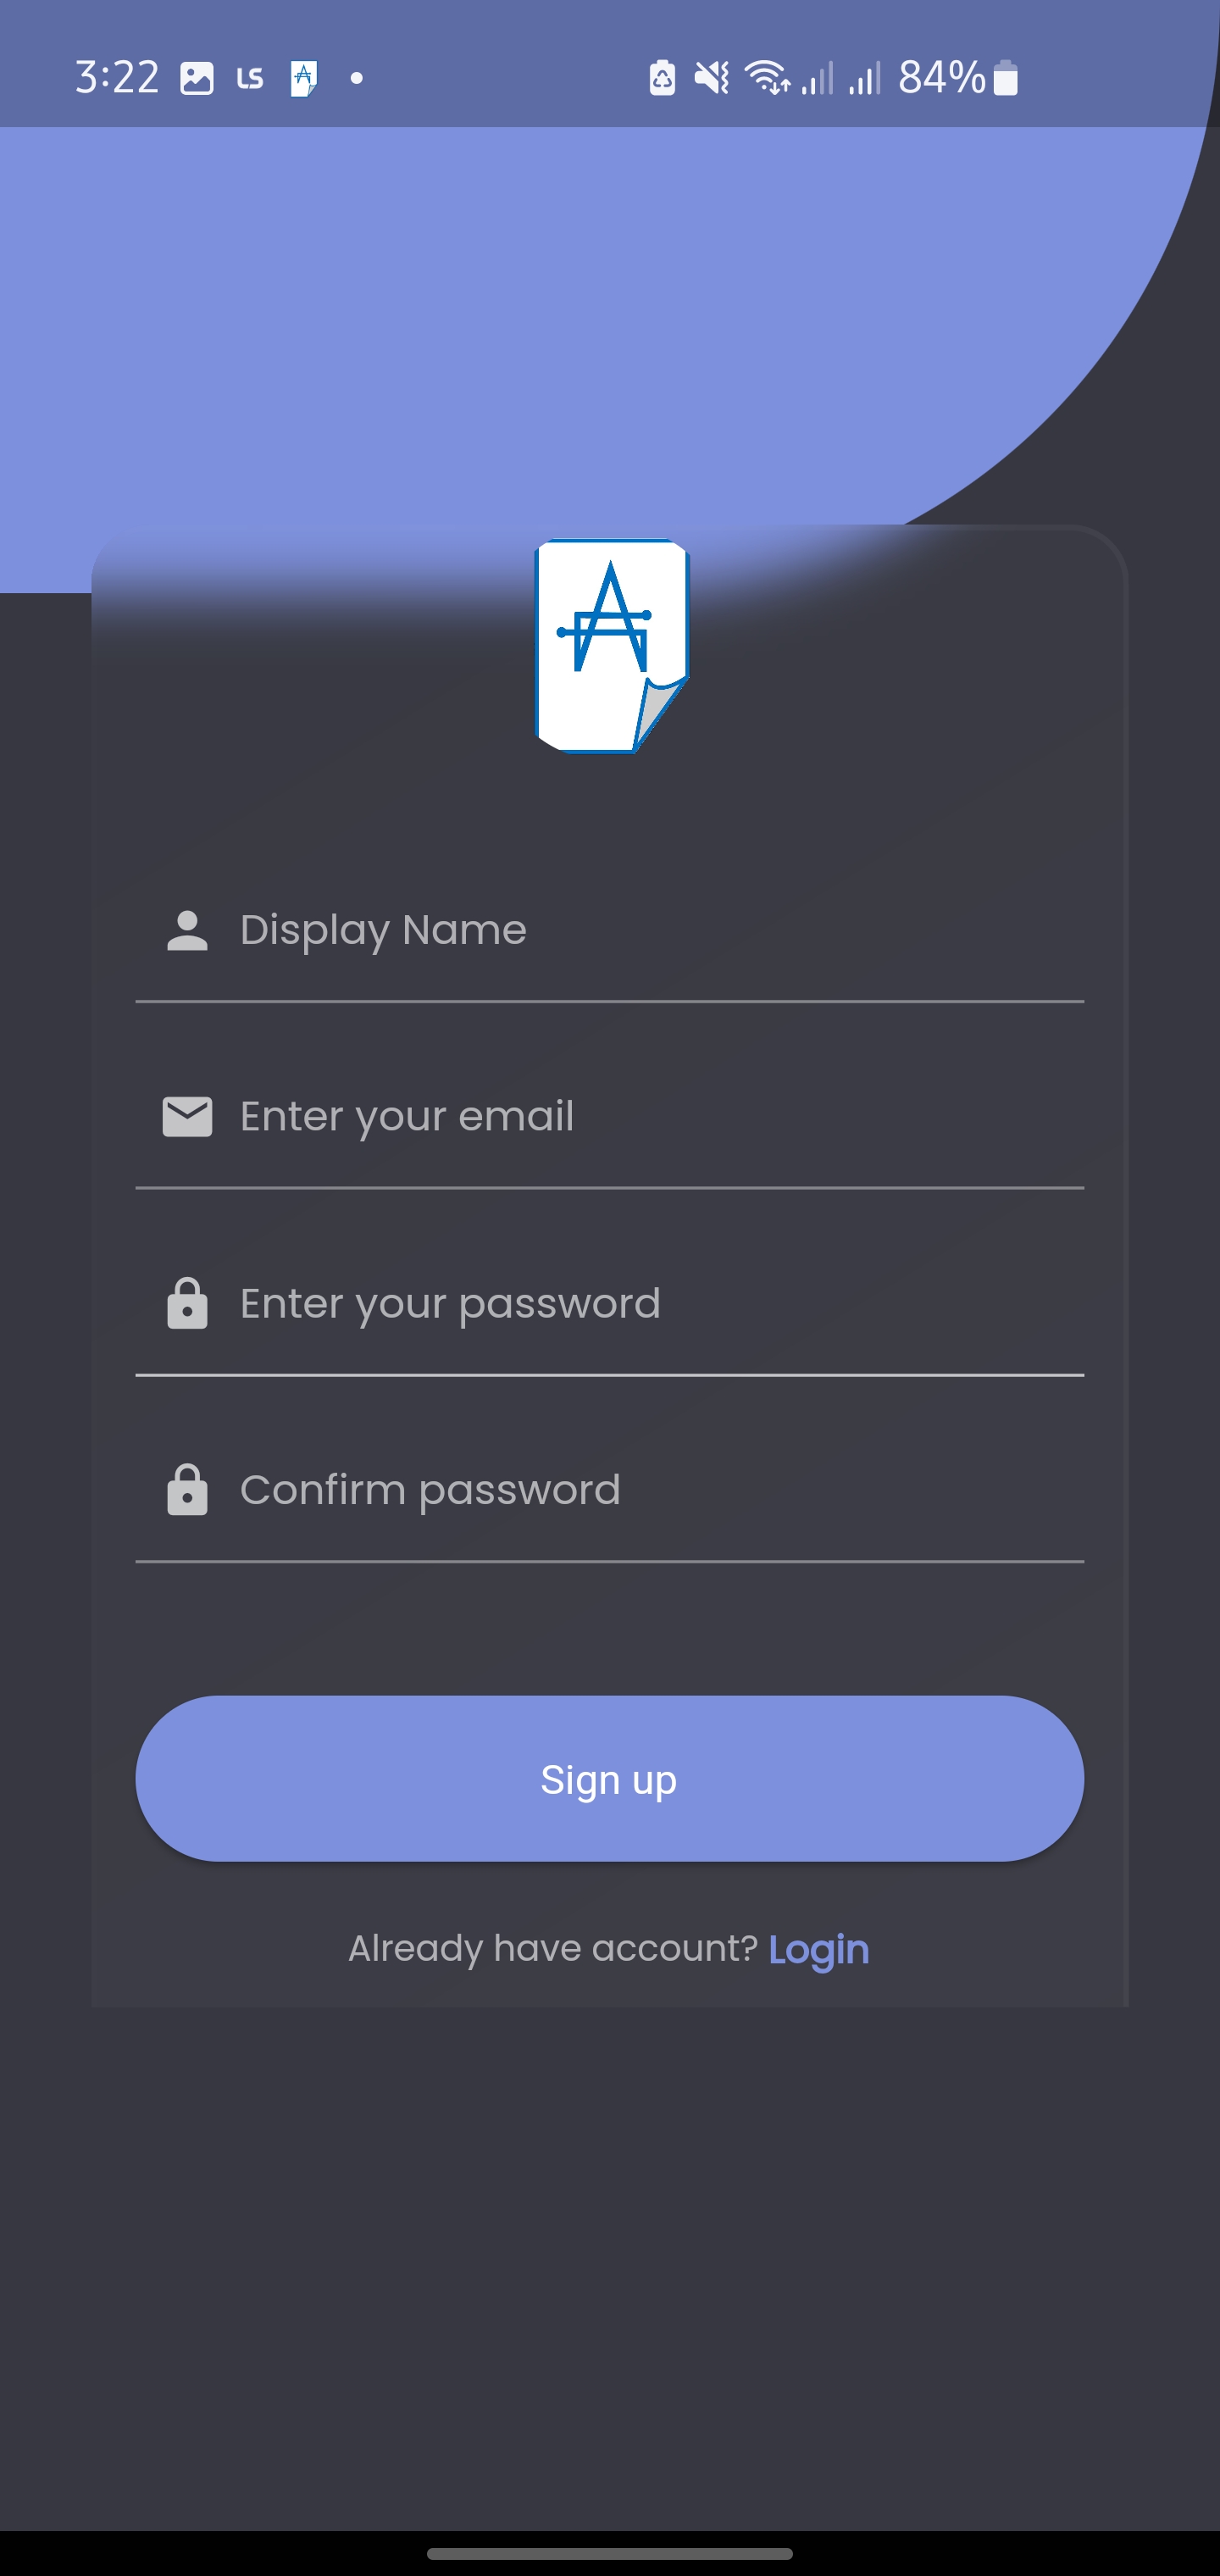 3:22 LS 84%
Display Name
Enter your email
Enter your password
Confirm password
Sign up
Already have account? Login